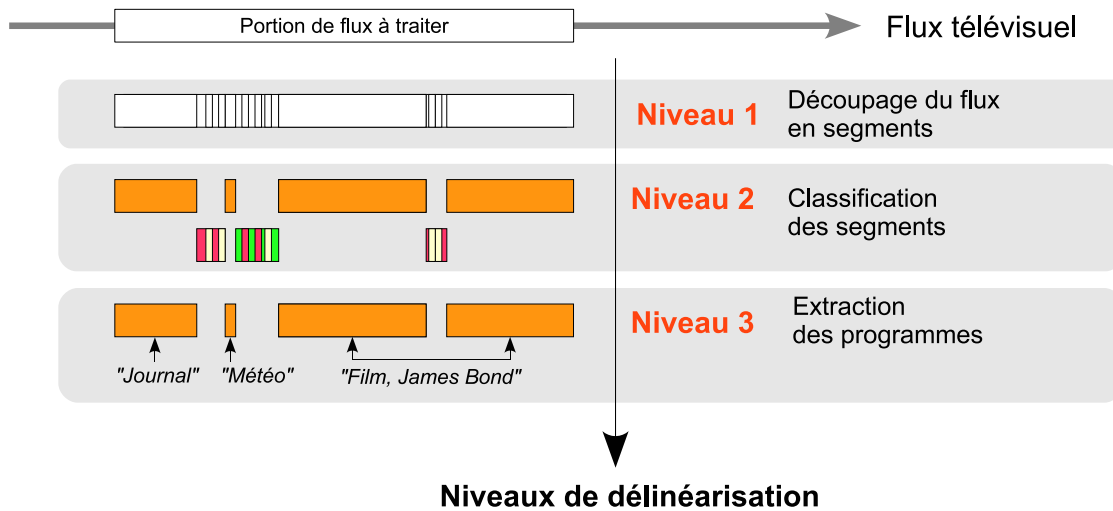 Portion de flux à traiter
Flux télévisuel
Niveau 1
Découpage du flux
en segments
Niveau 2
Classification
des segments
Niveau 3
Extraction
des programmes
"Journal"
"Météo"
"Film, James Bond"
Niveaux de délinéarisation